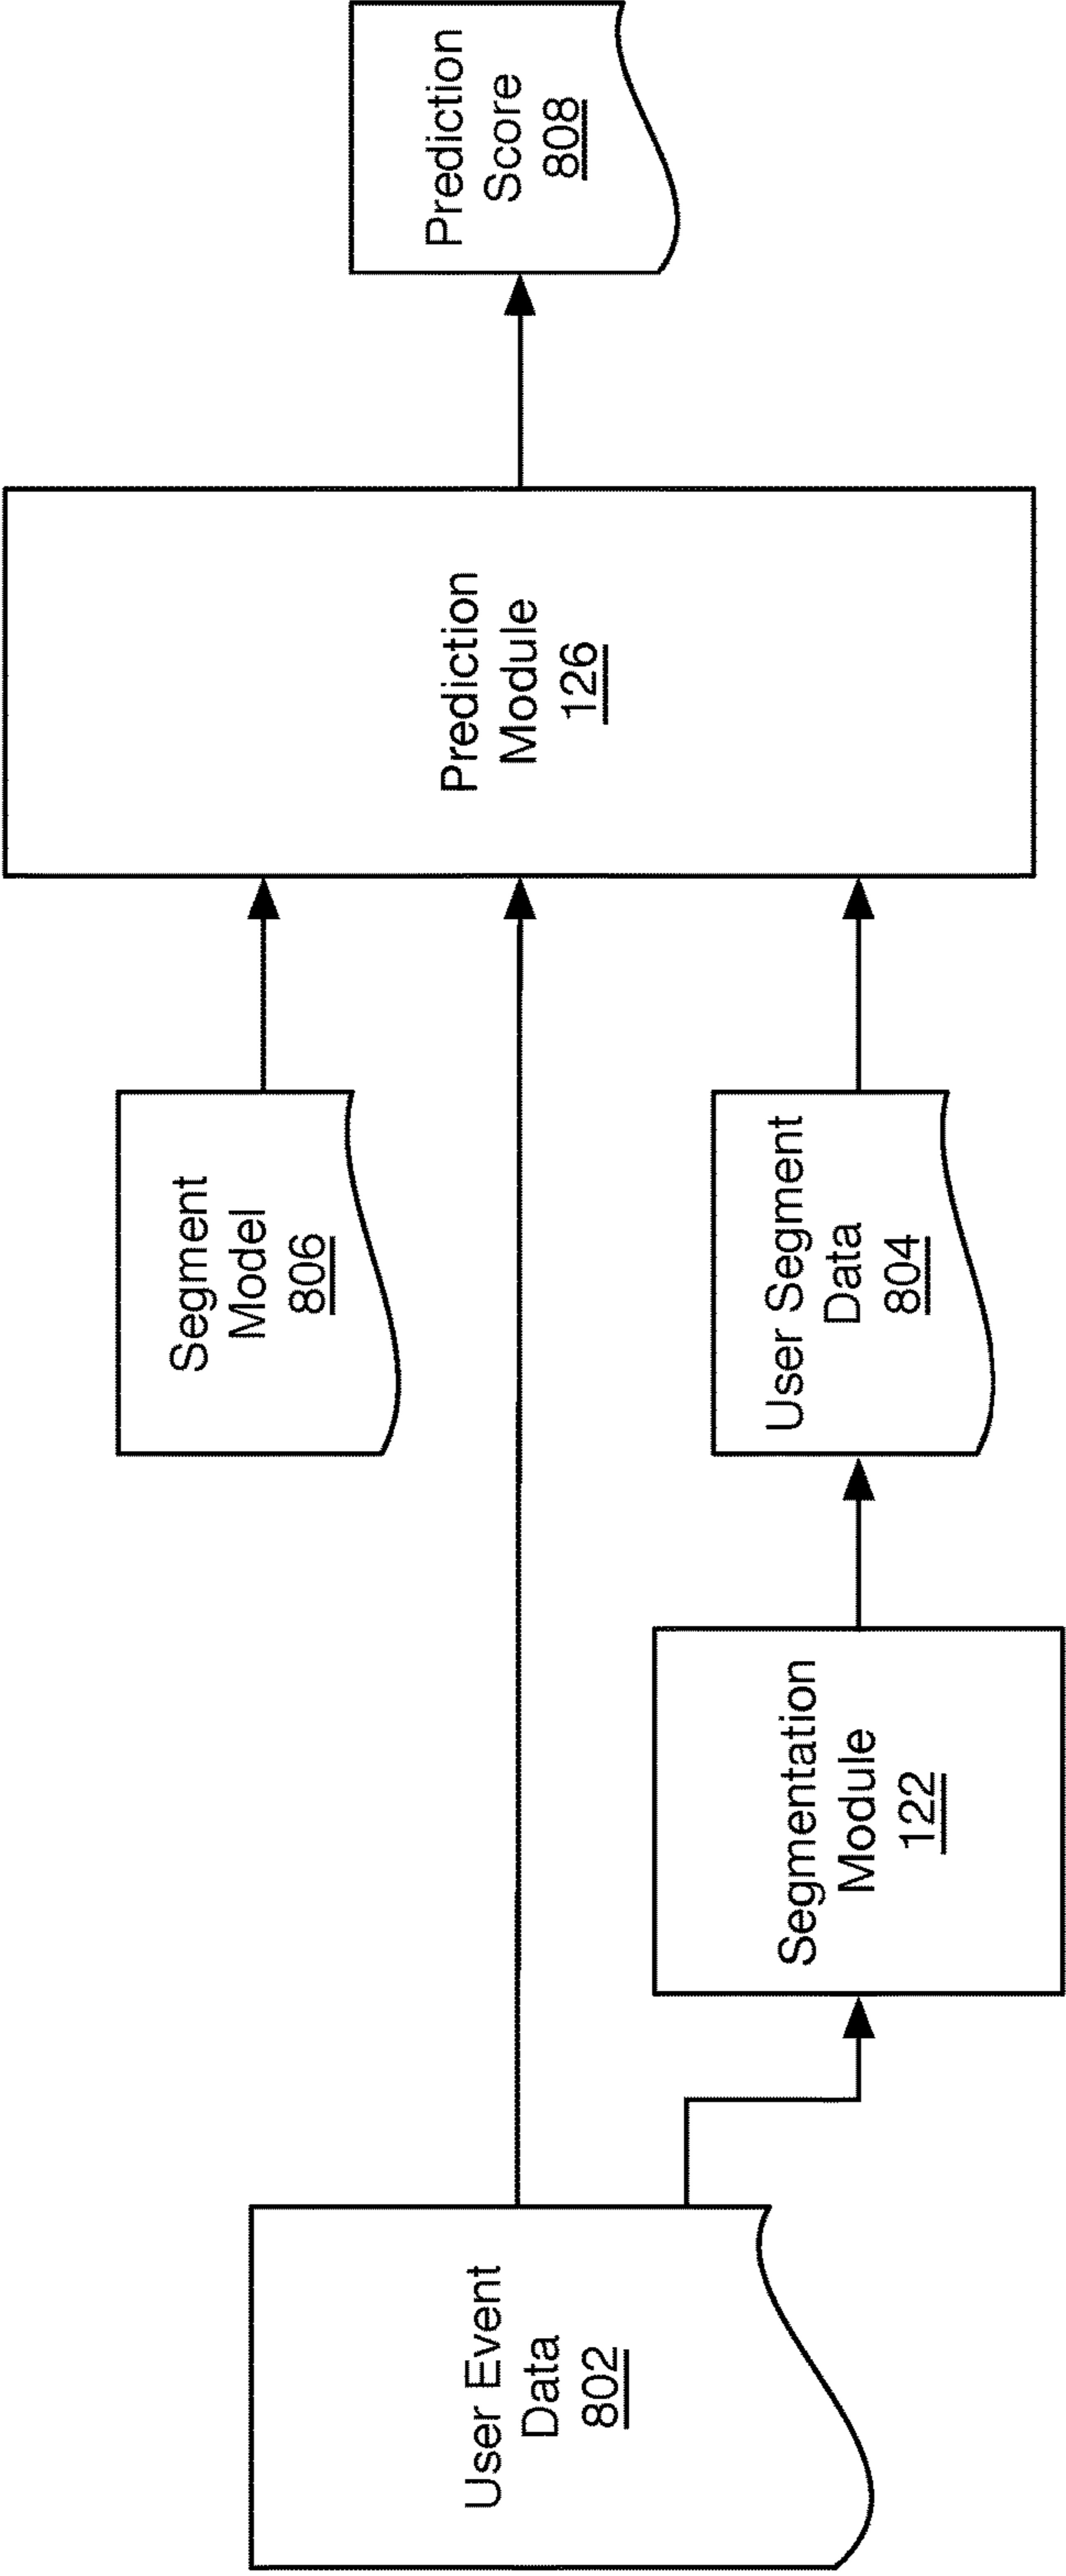 User Event
Data
802
Segmentation
Module
122
Segment
Model
806
User Segment
Data
804
Prediction
Module
126
Prediction
Score
808